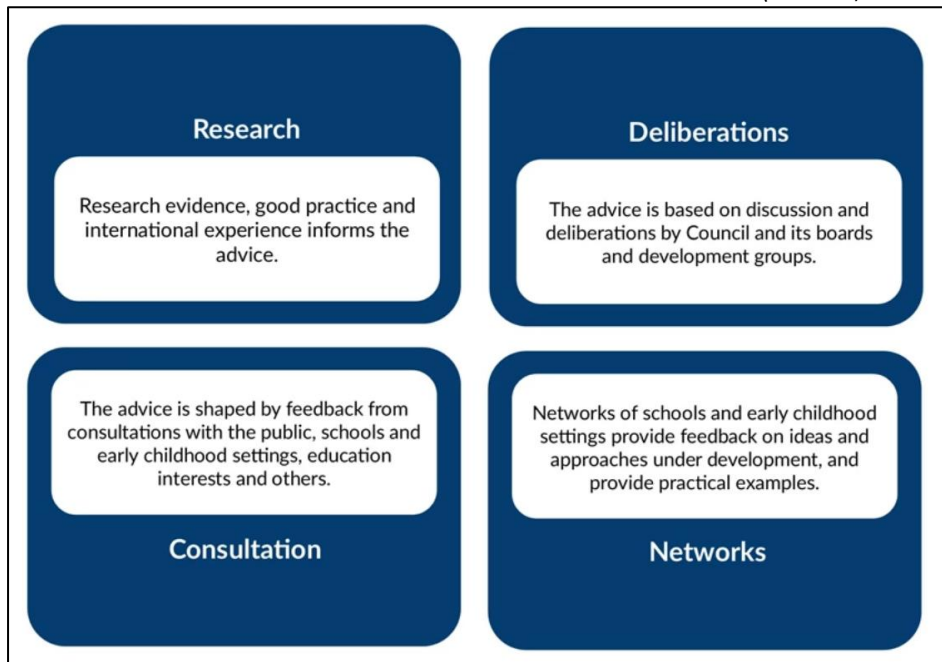 Research
Research evidence, good practice and
international experience informs the
advice.
Deliberations
The advice is based on discussion and
deliberations by Council and its boards
and development groups.
The advice is shaped by feedback from
consultations with the public, schools and
early childhood settings, education
interests and others.
Consultation
Networks of schools and early childhood
settings provide feedback on ideas and
approaches under development, and
provide practical examples.
Networks